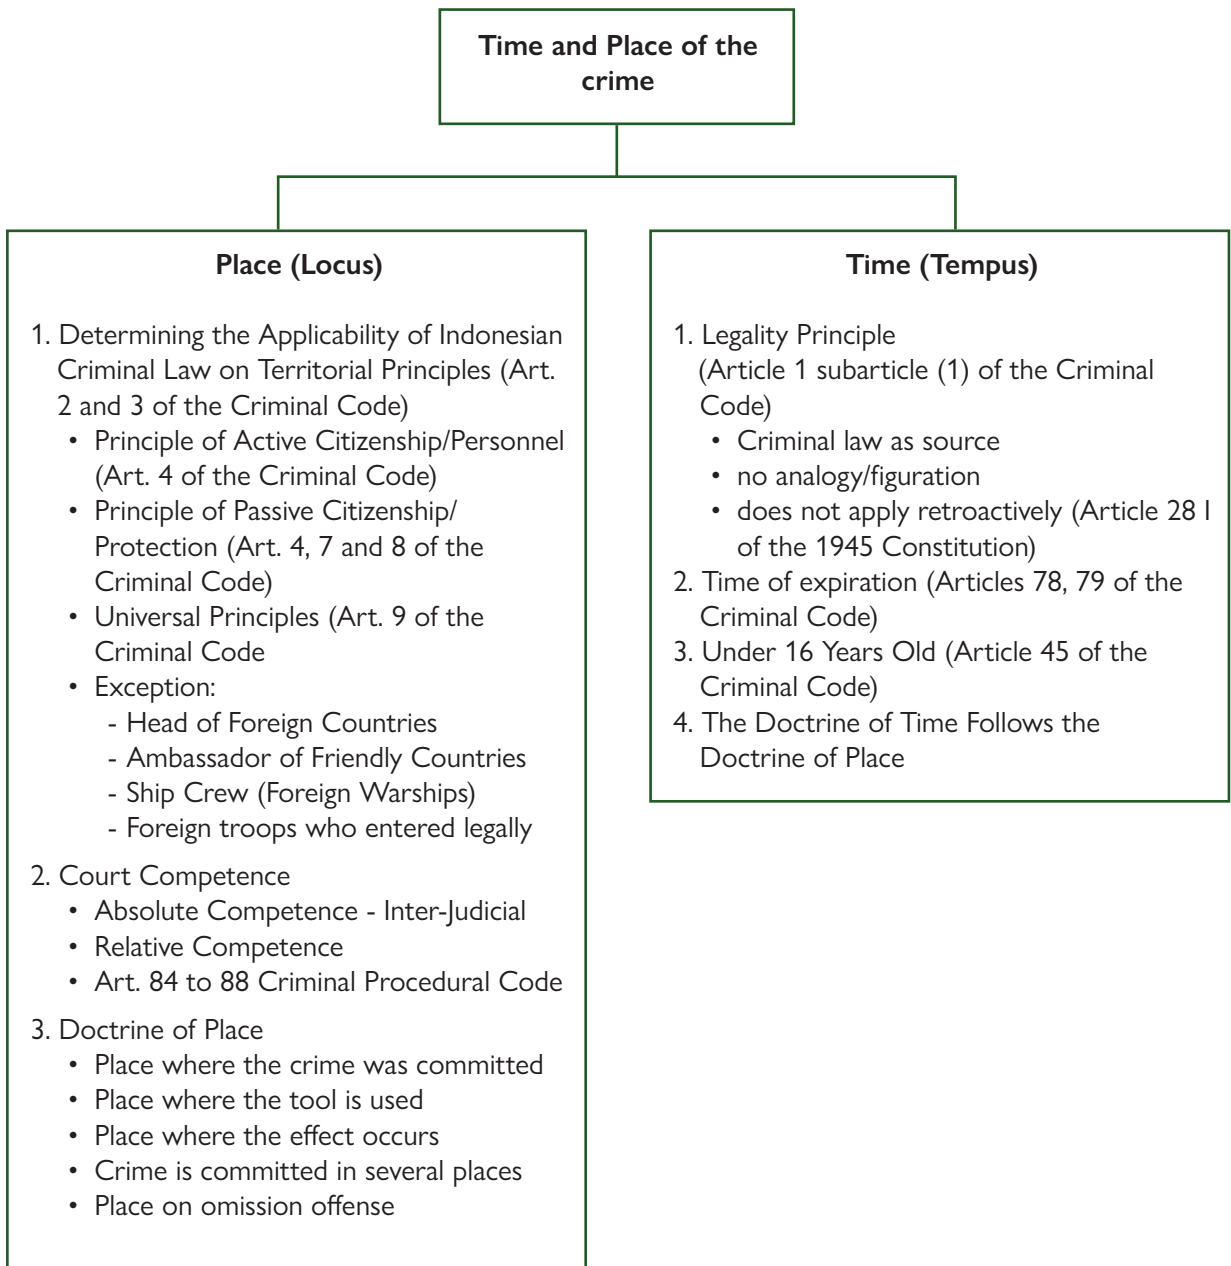 Time and Place of the
crime
Place (Locus)
1. Determining the Applicability of Indonesian
Criminal Law on Territorial Principles (Art.
2 and 3 of the Criminal Code)
• Principle of Active Citizenship/Personnel
(Art. 4 of the Criminal Code)
• Principle of Passive Citizenship/
Protection (Art. 4, 7 and 8 of the
Criminal Code)
• Universal Principles (Art. 9 of the
Criminal Code
• Exception:
- Head of Foreign Countries
- Ambassador of Friendly Countries
- Ship Crew (Foreign Warships)
- Foreign troops who entered legally
2. Court Competence
• Absolute Competence - Inter-Judicial
• Relative Competence
• Art. 84 to 88 Criminal Procedural Code
3. Doctrine of Place
• Place where the crime was committed
• Place where the tool is used
• Place where the effect occurs
• Crime is committed in several places
• Place on omission offense
Time (Tempus)
1. Legality Principle
(Article 1 subarticle (1) of the Criminal
Code)
• Criminal law as source
• no analogy/figuration
• does not apply retroactively (Article 28 I
of the 1945 Constitution)
2. Time of expiration (Articles 78, 79 of the
Criminal Code)
3. Under 16 Years Old (Article 45 of the
Criminal Code)
4. The Doctrine of Time Follows the
Doctrine of Place